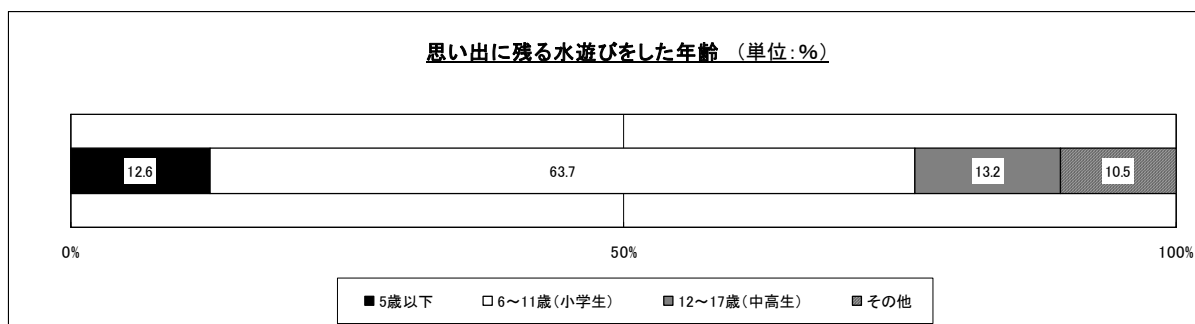 思い出に残る水遊びをした年齢 （単位：％）
12.6 63.7 13.2 10.5
0% 50% 100%
■ 5歳以下 □ 6～11歳（小学生） ■ 12～17歳（中高生） ■ その他